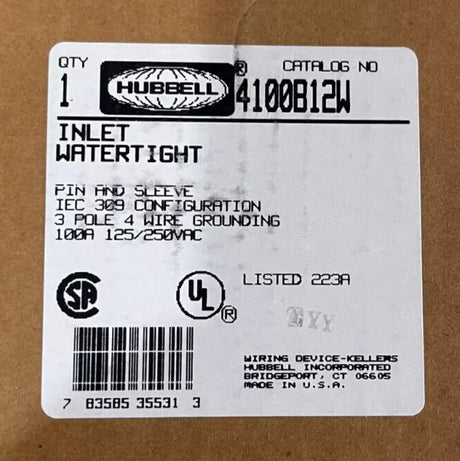 QTY
1
HUBBELL®
CATALOG NO
4100B12W
INLET
WATERTIGHT
PIN AND SLEEVE
IEC 309 CONFIGURATION
3 POLE 4 WIRE GROUNDING
100A 125/250VAC
SA
UL®
LISTED 223A
WIRING DEVICE-KELLEMS
HUBBELL INCORPORATED
BRIDGEPORT, CT 06605
MADE IN U.S.A.
7 83585 35531 3